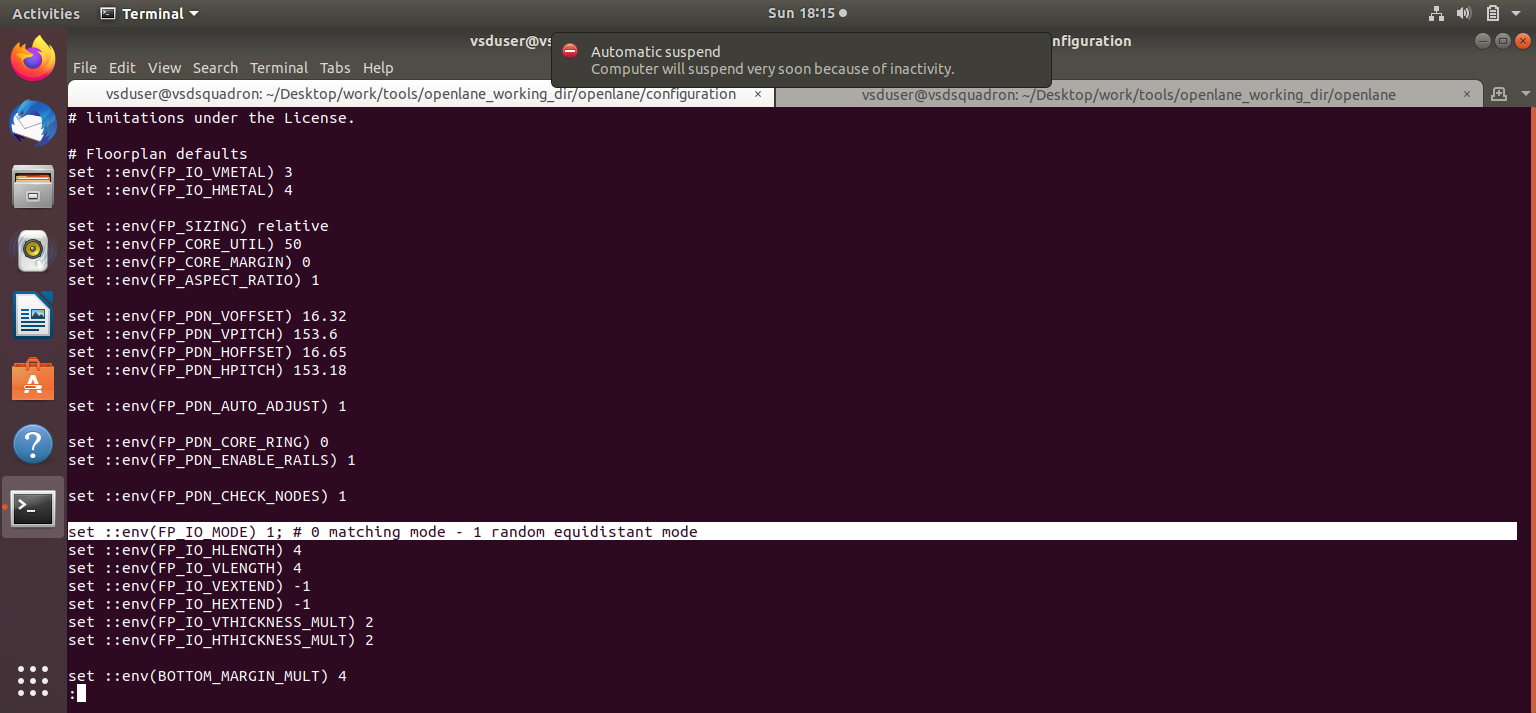 Activities Terminal Sun 18:15
vsduser@vs nfiguration
Automatic suspend
Computer will suspend very soon because of inactivity.
File Edit View Search Terminal Tabs Help
vsduser@vsdsquadron: ~/Desktop/work/tools/openlane_working_dir/openlane/configuration × vsduser@vsdsquadron: ~/Desktop/work/tools/openlane_working_dir/openlane ×
# limitations under the License.
# Floorplan defaults
set ::env(FP_IO_VMETAL) 3
set ::env(FP_IO_HMETAL) 4
set ::env(FP_SIZING) relative
set ::env(FP_CORE_UTIL) 50
set ::env(FP_CORE_MARGIN) 0
set ::env(FP_ASPECT_RATIO) 1
set ::env(FP_PDN_VOFFSET) 16.32
set ::env(FP_PDN_VPITCH) 153.6
set ::env(FP_PDN_HOFFSET) 16.65
set ::env(FP_PDN_HPITCH) 153.18
set ::env(FP_PDN_AUTO_ADJUST) 1
set ::env(FP_PDN_CORE_RING) 0
set ::env(FP_PDN_ENABLE_RAILS) 1
set ::env(FP_PDN_CHECK_NODES) 1
set ::env(FP_IO_MODE) 1; # 0 matching mode - 1 random equidistant mode
set ::env(FP_IO_HLENGTH) 4
set ::env(FP_IO_VLENGTH) 4
set ::env(FP_IO_VEXTEND) -1
set ::env(FP_IO_HEXTEND) -1
set ::env(FP_IO_VTHICKNESS_MULT) 2
set ::env(FP_IO_HTHICKNESS_MULT) 2
set ::env(BOTTOM_MARGIN_MULT) 4
: